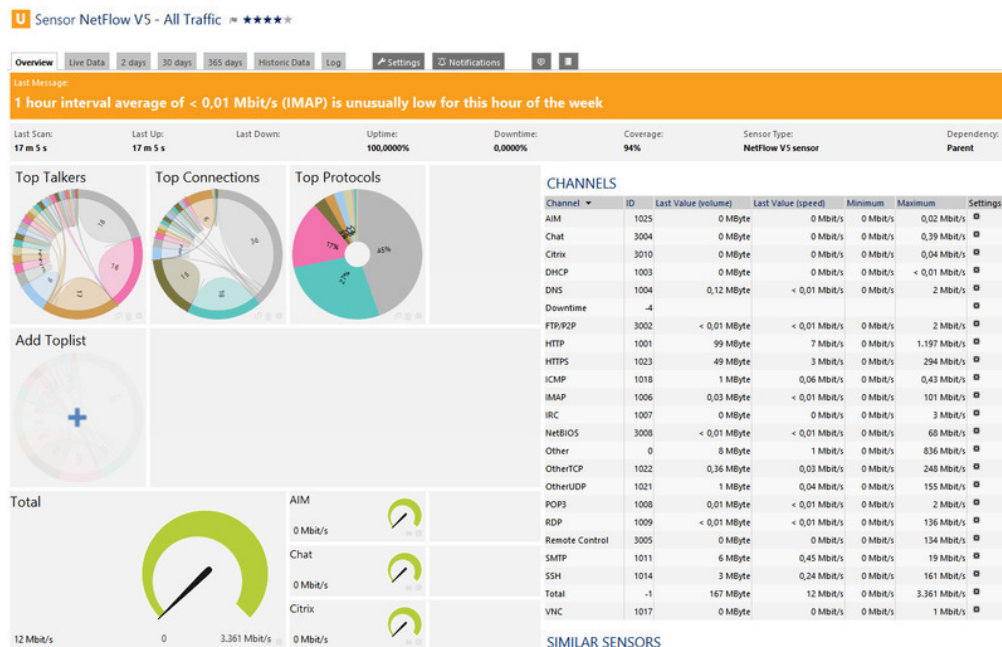 U Sensor NetFlow V5 - All Traffic
Overview Live Data 2 days 30 days 365 days Historic Data Log Settings Notifications
Last Message:
1 hour interval average of < 0,01 Mbit/s (IMAP) is unusually low for this hour of the week
Last Scan: Last Up: Last Down: Uptime: Downtime: Coverage: Sensor Type: Dependency:
17 m 5 s 17 m 5 s 100,0000% 0,0000% 94% NetFlow V5 sensor Parent
Top Talkers Top Connections Top Protocols
17% 45%
Add Toplist
Total
12 Mbit/s 0 3.361 Mbit/s
AIM
0 Mbit/s
Chat
0 Mbit/s
Citrix
0 Mbit/s
CHANNELS
Channel ID Last Value (volume) Last Value (speed) Minimum Maximum Settings
AIM 1025 0 MByte 0 Mbit/s 0 Mbit/s 0,02 Mbit/s
Chat 3004 0 MByte 0 Mbit/s 0 Mbit/s 0,39 Mbit/s
Citrix 3010 0 MByte 0 Mbit/s 0 Mbit/s 0,04 Mbit/s
DHCP 1003 0 MByte 0 Mbit/s 0 Mbit/s < 0,01 Mbit/s
DNS 1004 0,12 MByte < 0,01 Mbit/s 0 Mbit/s 2 Mbit/s
Downtime -4
FTP/P2P 3002 < 0,01 MByte < 0,01 Mbit/s 0 Mbit/s 2 Mbit/s
HTTP 1001 99 MByte 7 Mbit/s 0 Mbit/s 1.197 Mbit/s
HTTPS 1023 49 MByte 3 Mbit/s 0 Mbit/s 294 Mbit/s
ICMP 1018 1 MByte 0,06 Mbit/s 0 Mbit/s 0,43 Mbit/s
IMAP 1006 0,03 MByte < 0,01 Mbit/s 0 Mbit/s 101 Mbit/s
IRC 1007 0 MByte 0 Mbit/s 0 Mbit/s 3 Mbit/s
NetBIOS 3008 < 0,01 MByte < 0,01 Mbit/s 0 Mbit/s 68 Mbit/s
Other 0 8 MByte 1 Mbit/s 0 Mbit/s 836 Mbit/s
OtherTCP 1022 0,36 MByte 0,03 Mbit/s 0 Mbit/s 248 Mbit/s
OtherUDP 1021 1 MByte 0,04 Mbit/s 0 Mbit/s 155 Mbit/s
POP3 1008 0,01 MByte < 0,01 Mbit/s 0 Mbit/s 2 Mbit/s
RDP 1009 < 0,01 MByte < 0,01 Mbit/s 0 Mbit/s 136 Mbit/s
Remote Control 3005 0 MByte 0 Mbit/s 0 Mbit/s 134 Mbit/s
SMTP 1011 6 MByte 0,45 Mbit/s 0 Mbit/s 19 Mbit/s
SSH 1014 3 MByte 0,24 Mbit/s 0 Mbit/s 161 Mbit/s
Total -1 167 MByte 12 Mbit/s 0 Mbit/s 3.361 Mbit/s
VNC 1017 0 MByte 0 Mbit/s 0 Mbit/s 1 Mbit/s
SIMILAR SENSORS